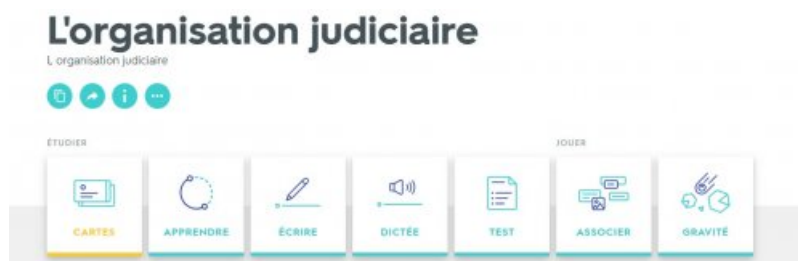 L'organisation judiciaire
L organisation judiciaire
ÉTUDIER
JOUER
CARTES
APPRENDRE
ÉCRIRE
DICTÉE
TEST
ASSOCIER
GRAVITÉ